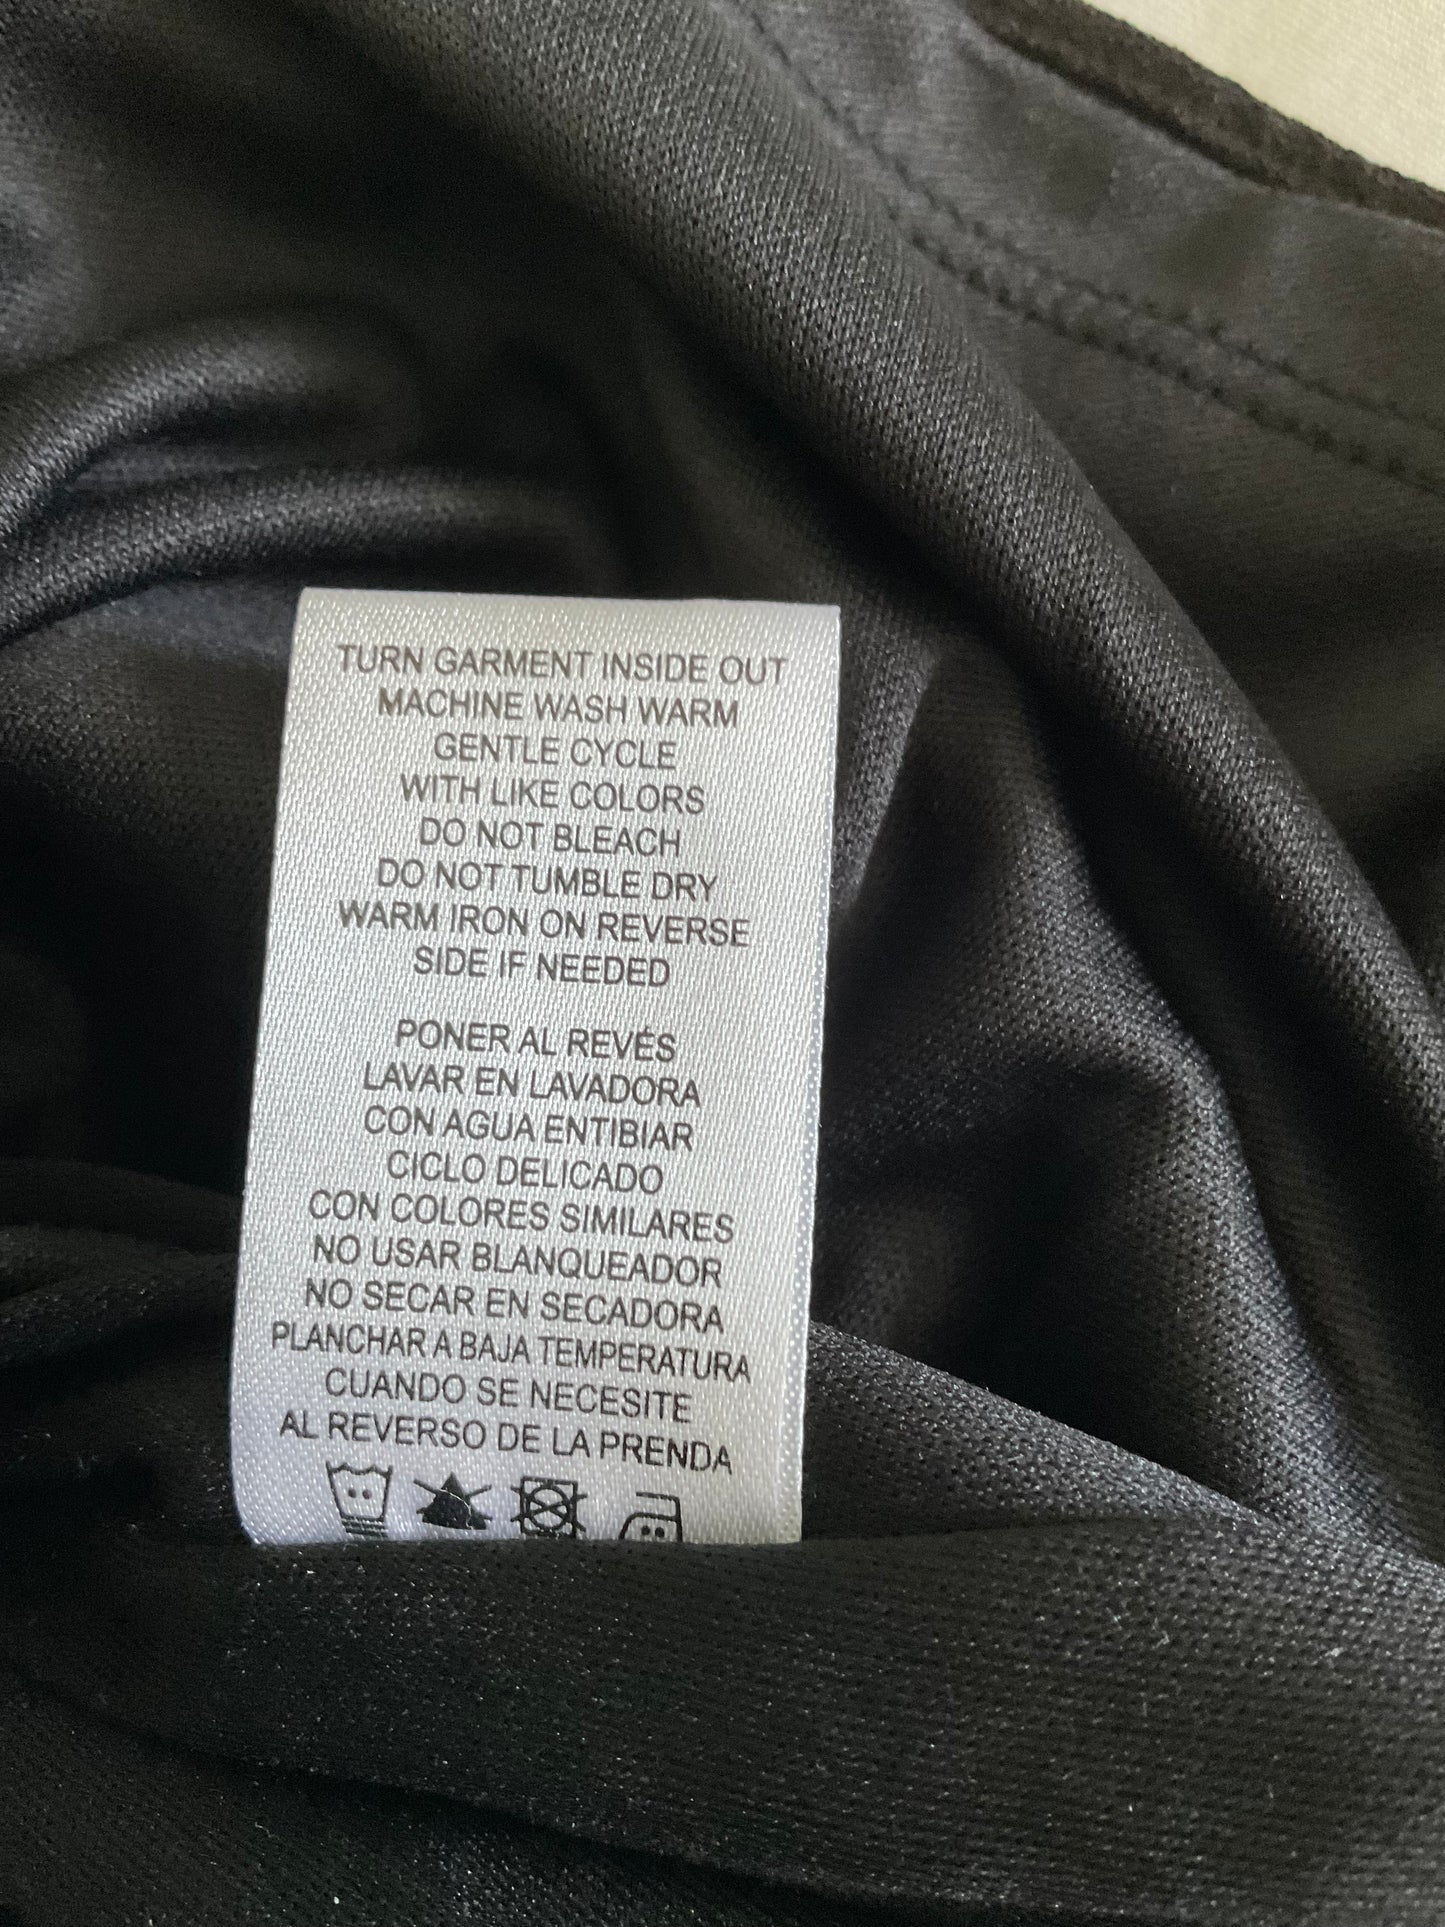 TURN GARMENT INSIDE OUT
MACHINE WASH WARM
GENTLE CYCLE
WITH LIKE COLORS
DO NOT BLEACH
DO NOT TUMBLE DRY
WARM IRON ON REVERSE
SIDE IF NEEDED
PONER AL REVÉS
LAVAR EN LAVADORA
CON AGUA ENTIBIAR
CICLO DELICADO
CON COLORES SIMILARES
NO USAR BLANQUEADOR
NO SECAR EN SECADORA
PLANCHAR A BAJA TEMPERATURA
CUANDO SE NECESITE
AL REVERSO DE LA PRENDA